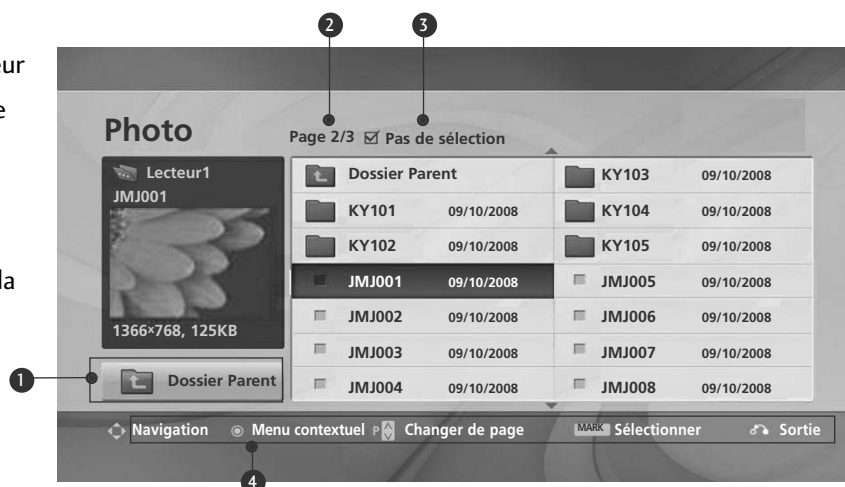 2 3
eur
e
la
Photo
Page 2/3 Pas de sélection
Lecteur1
JMJ001
1366x768, 125KB
1 Dossier Parent
Dossier Parent
KY101 09/10/2008
KY102 09/10/2008
JMJ001 09/10/2008
JMJ002 09/10/2008
JMJ003 09/10/2008
JMJ004 09/10/2008
KY103 09/10/2008
KY104 09/10/2008
KY105 09/10/2008
JMJ005 09/10/2008
JMJ006 09/10/2008
JMJ007 09/10/2008
JMJ008 09/10/2008
Navigation Menu contextuel P Changer de page MARK Sélectionner Sortie
4